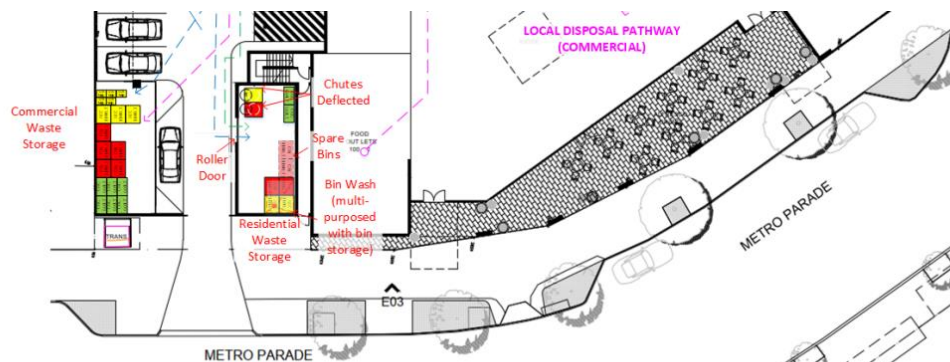 LOCAL DISPOSAL PATHWAY
(COMMERCIAL)
Chutes
Deflected
Commercial
Waste
Storage
Roller
Door
Spare
Bins
FOOD
Bin Wash
(multi-
purposed
with bin
storage)
Residential
Waste
Storage
TRANS.
E03
METRO PARADE
METRO PARADE